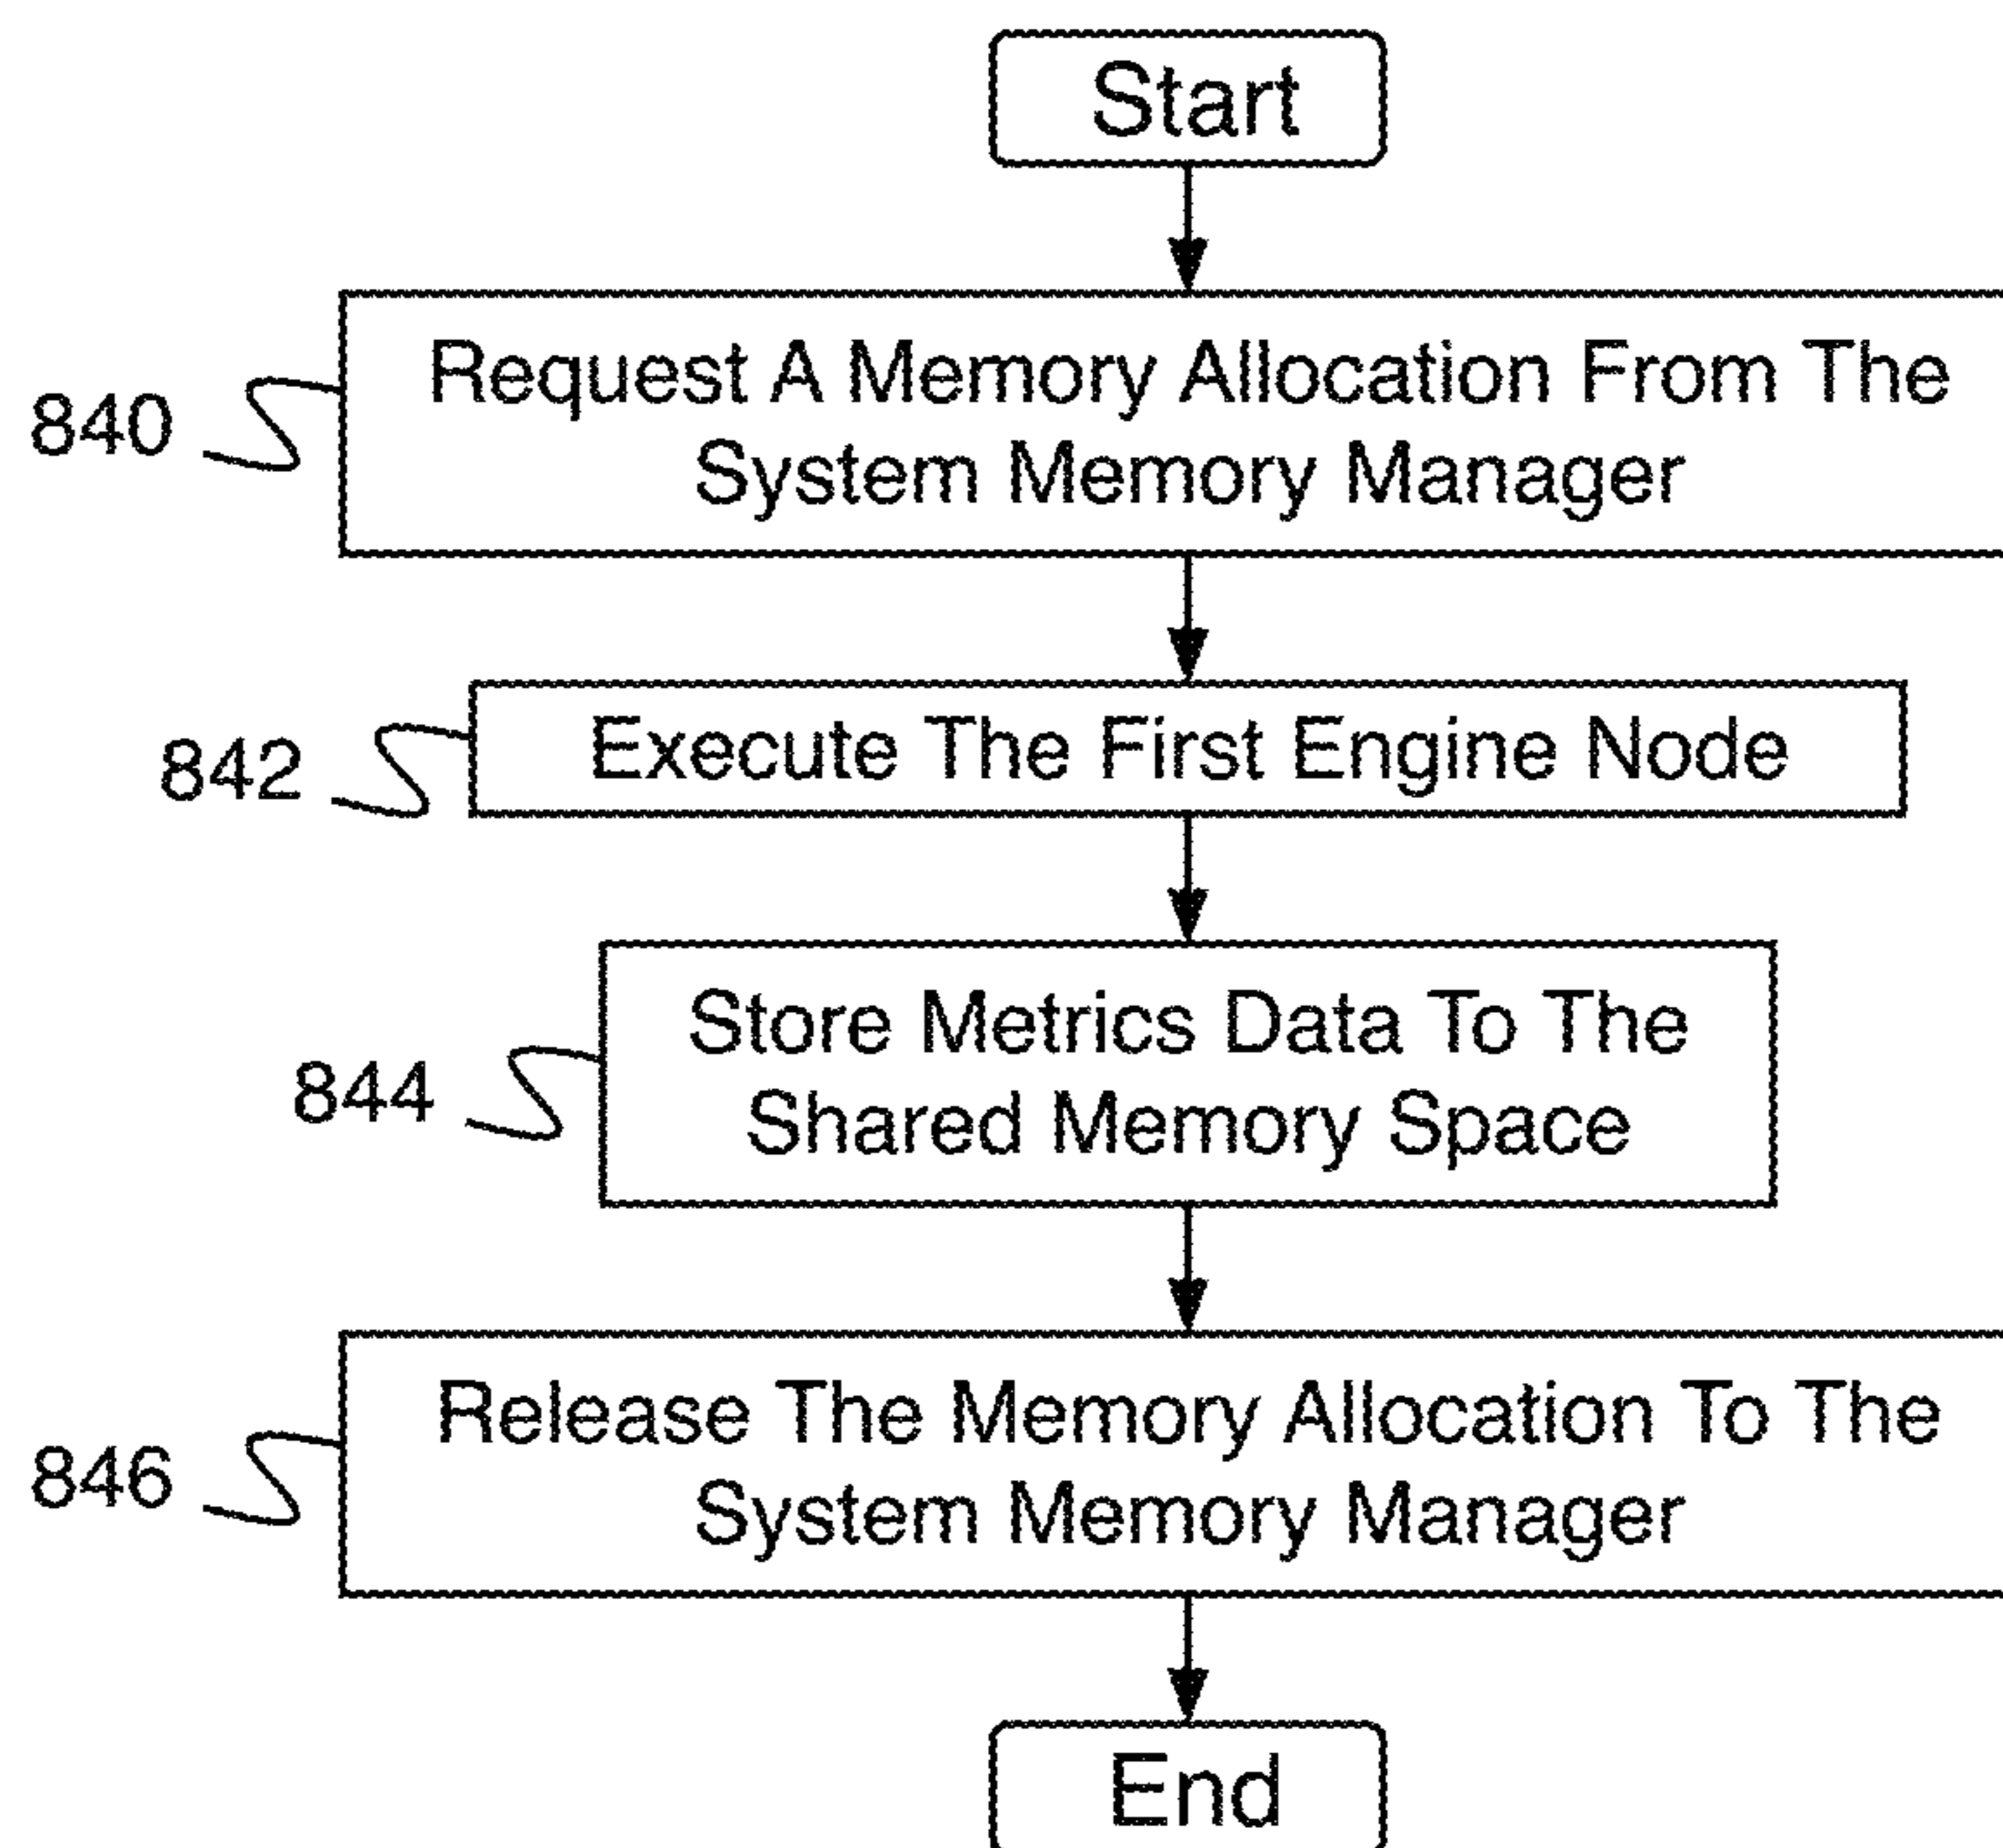 Start
840
Request A Memory Allocation From The
System Memory Manager
842
Execute The First Engine Node
844
Store Metrics Data To The
Shared Memory Space
846
Release The Memory Allocation To The
System Memory Manager
End